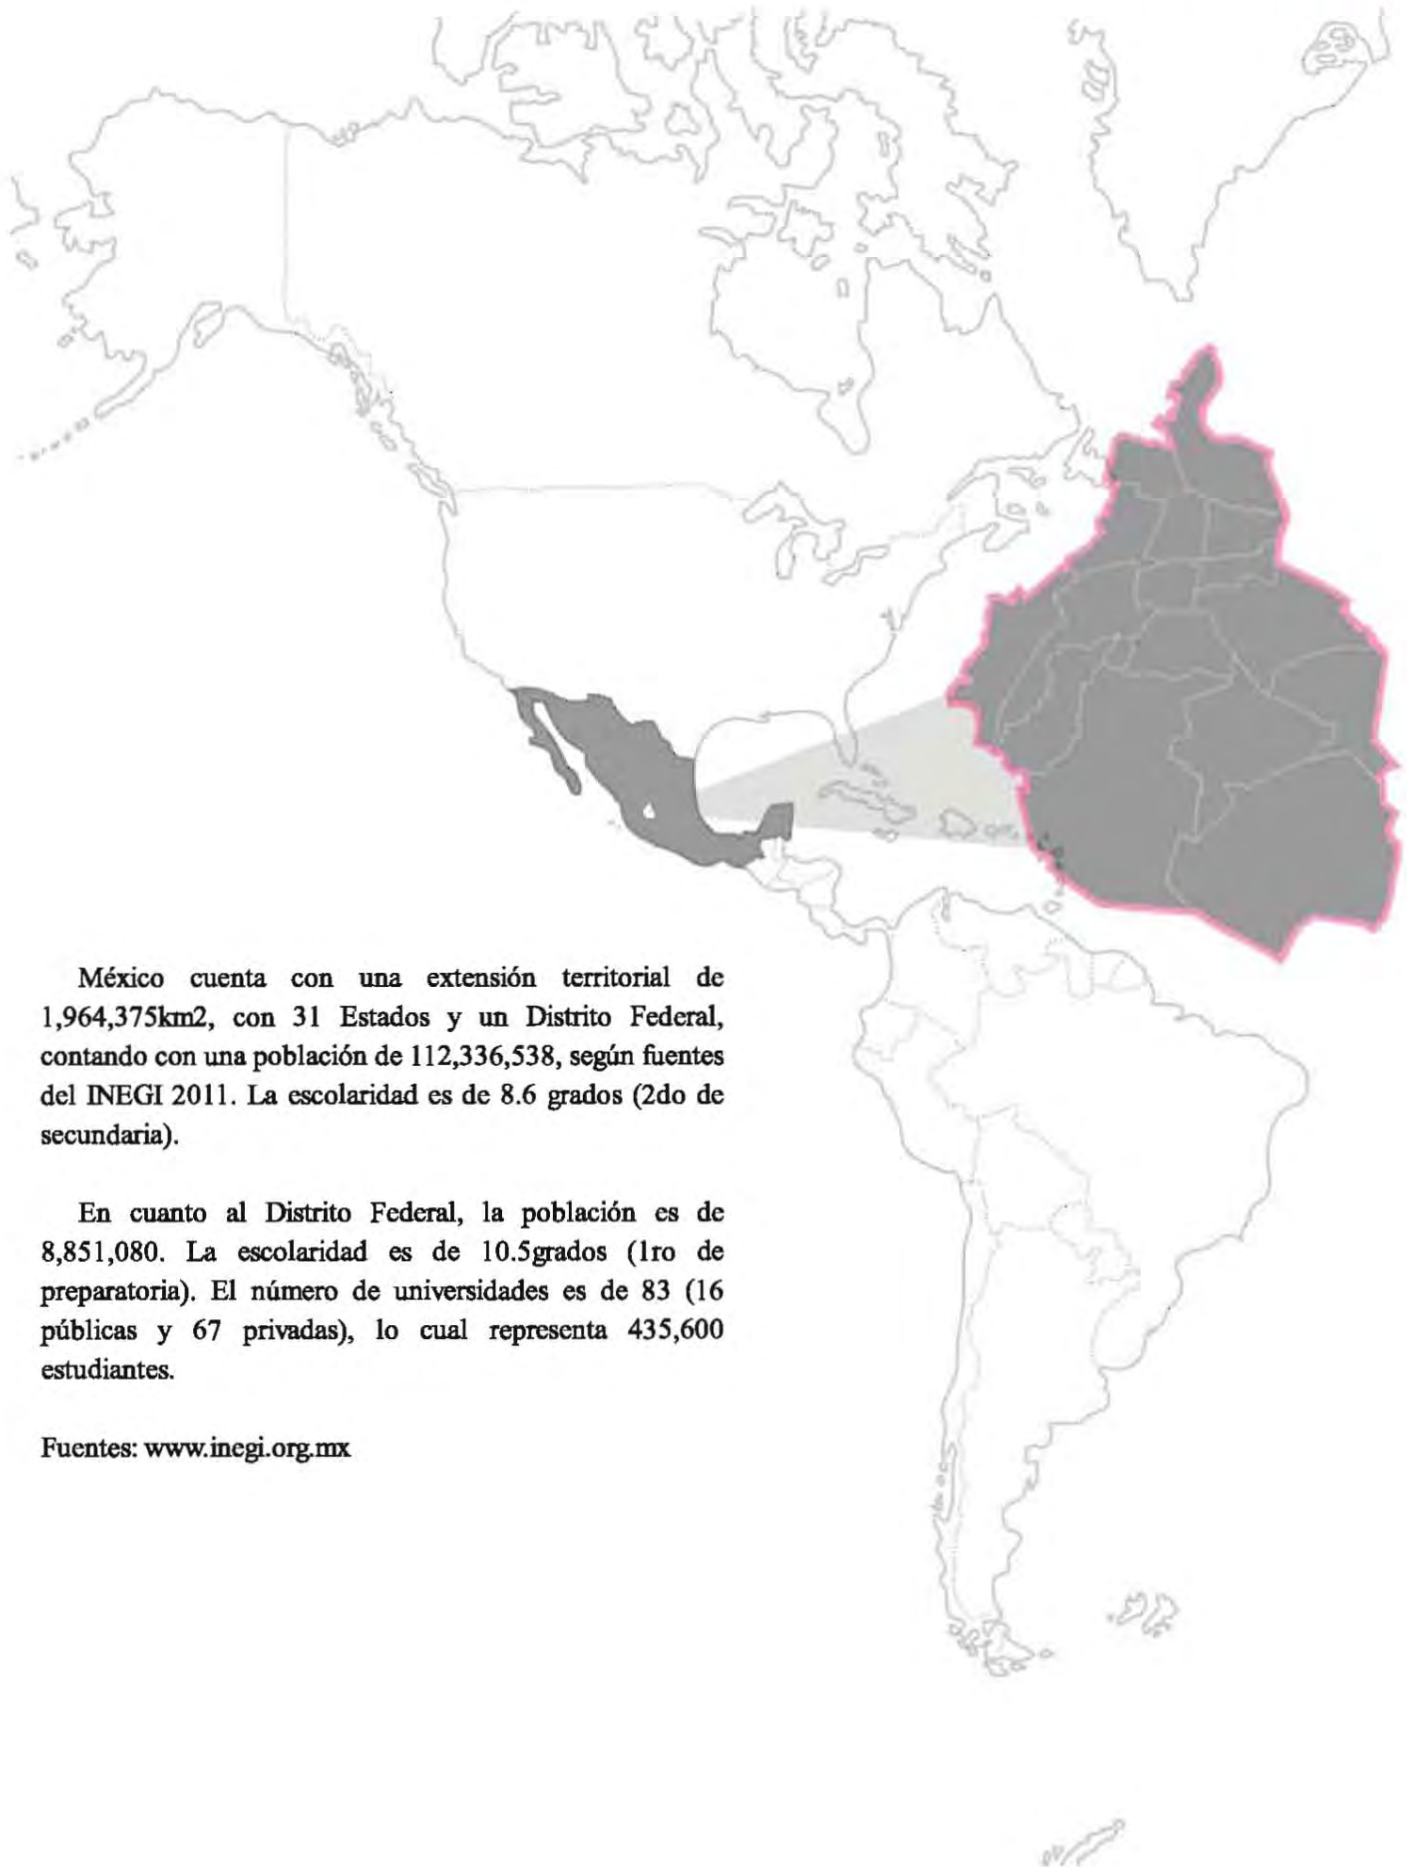 México cuenta con una extensión territorial de
1,964,375km2, con 31 Estados y un Distrito Federal,
contando con una población de 112,336,538, según fuentes
del INEGI 2011. La escolaridad es de 8.6 grados (2do de
secundaria).
En cuanto al Distrito Federal, la población es de
8,851,080. La escolaridad es de 10.5grados (1ro de
preparatoria). El número de universidades es de 83 (16
públicas y 67 privadas), lo cual representa 435,600
estudiantes.
Fuentes: www.inegi.org.mx